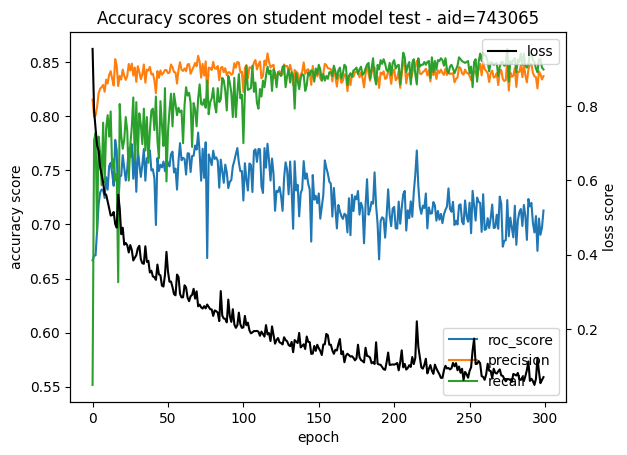 Accuracy scores on student model test - aid=743065
loss
0.85
0.80
0.75
0.70
0.65
0.60
0.55
accuracy score
0.8
0.6
0.4
0.2
loss score
roc_score
precision
recall
0
50
100
150
200
250
300
epoch